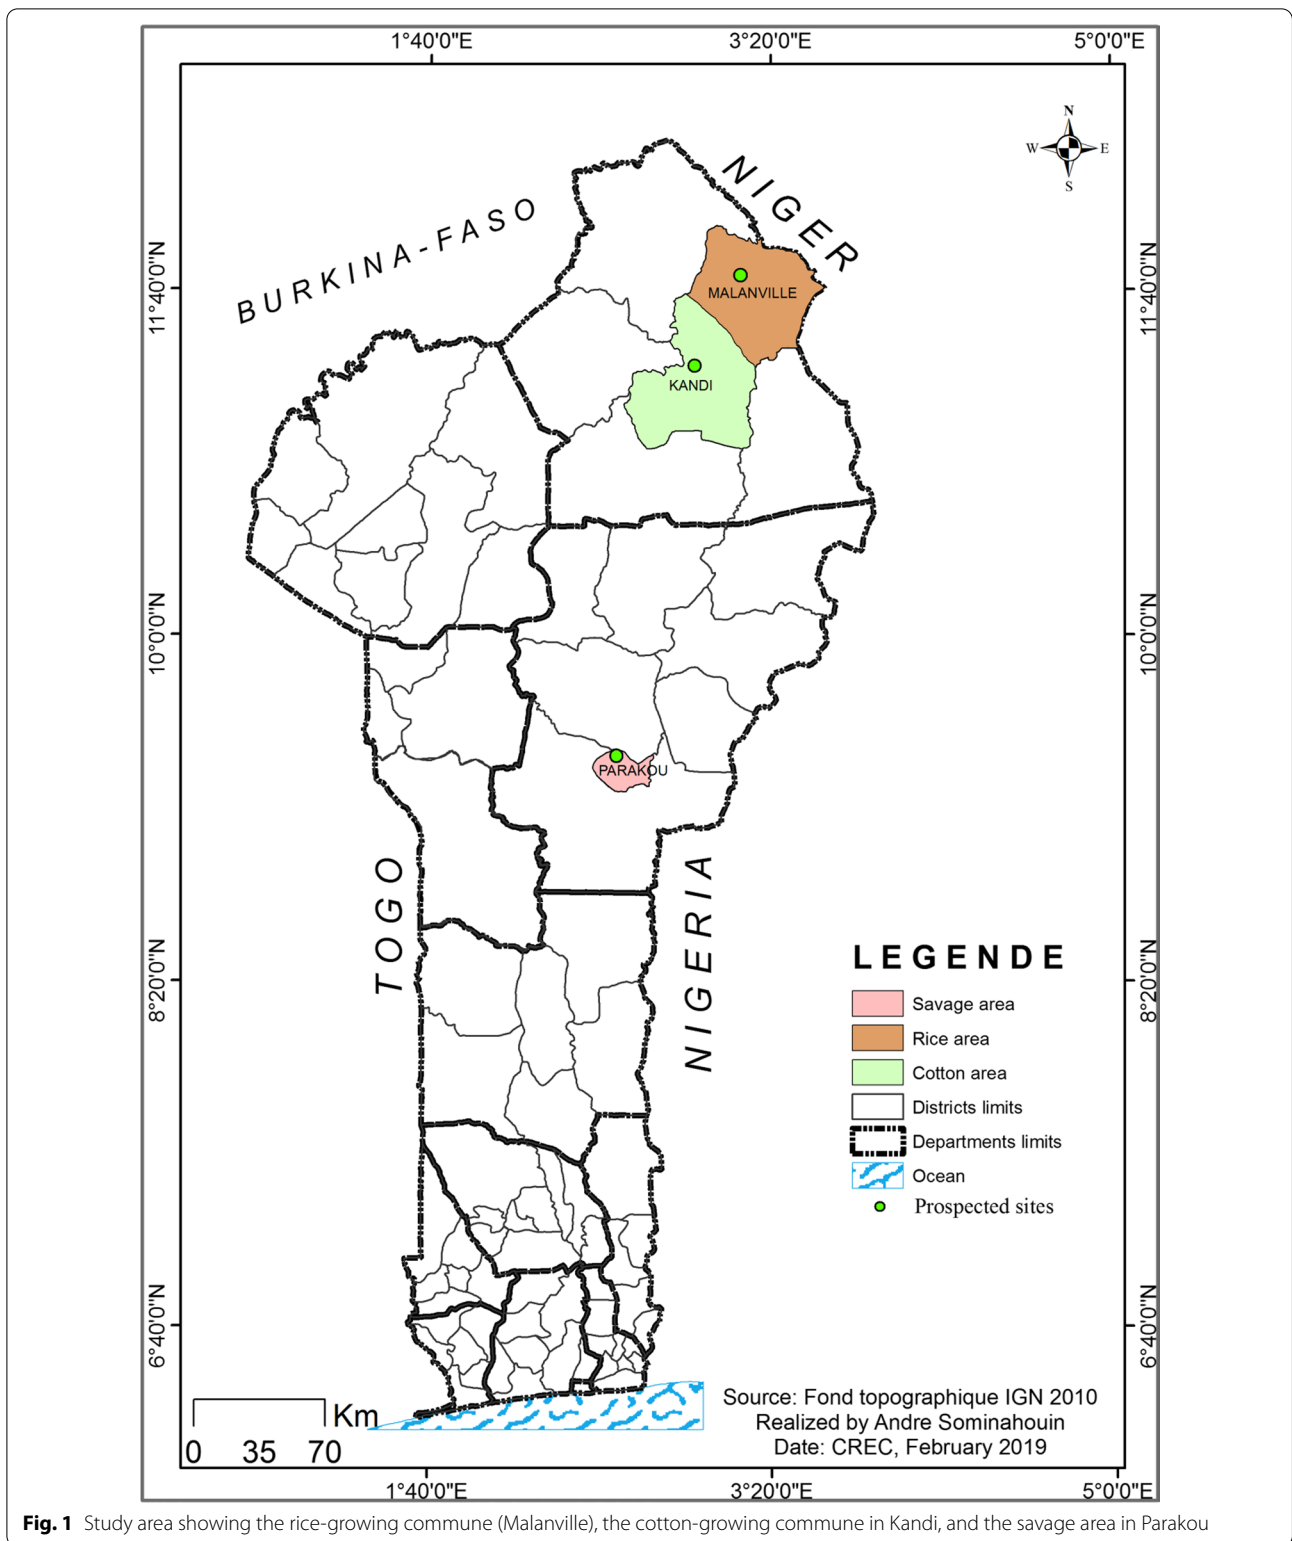 1°40'0"E 3°20'0"E 5°0'0"E
N
W E
S
NIGER
BURKINA-FASO
11°40'0"N 11°40'0"N
MALANVILLE
KANDI
10°0'0"N 10°0'0"N
PARAKOU
TOGO
NIGERIA
8°20'0"N 8°20'0"N
LEGENDE
Savage area
Rice area
Cotton area
Districts limits
Departments limits
Ocean
Prospected sites
6°40'0"N 6°40'0"N
Km
0 35 70
Source: Fond topographique IGN 2010
Realized by Andre Sominahouin
Date: CREC, February 2019
1°40'0"E 3°20'0"E 5°0'0"E
Fig. 1 Study area showing the rice-growing commune (Malanville), the cotton-growing commune in Kandi, and the savage area in Parakou